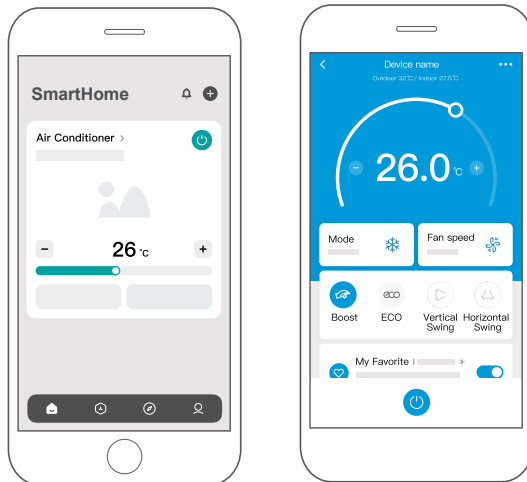 SmartHome
Air Conditioner >
- 26 °C +
Device name
Outdoor 32°C / Indoor 27.5°C
- 26.0 °C +
Mode
Fan speed
eco
Boost
ECO
Vertical Swing
Horizontal Swing
My Favorite | >